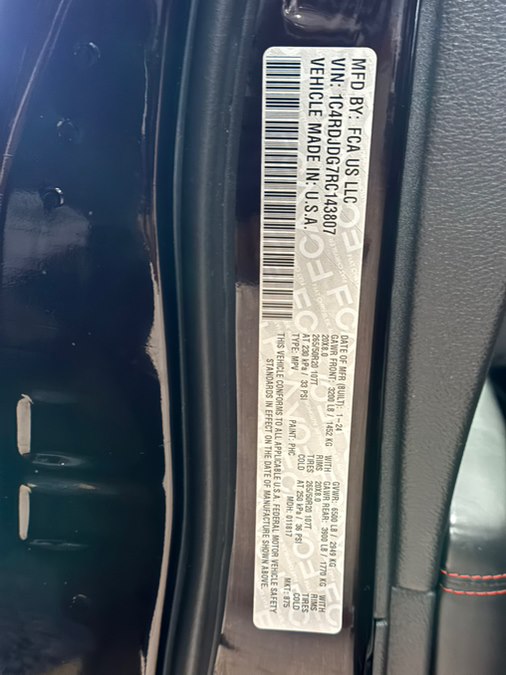 MFD BY: FCA US LLC
VIN: 1C4RDJDG7RC143807
VEHICLE MADE IN: U.S.A.
DATE OF MFR (BUILT): 1-24 GVWR: 6500 LB / 2949 KG
GAWR FRONT: 3200 LB / 1452 KG WITH GAWR REAR: 3900 LB / 1770 KG WITH
20X8.0 RIMS 20X8.0 RIMS
265/50R20 107T TIRES 265/50R20 107T TIRES
AT 230 kPa / 33 PSI COLD AT 250 kPa / 36 PSI COLD
TYPE: MPV PAINT: PHC MDH: 011817 MKT: 875
THIS VEHICLE CONFORMS TO ALL APPLICABLE U.S.A. FEDERAL MOTOR VEHICLE SAFETY
STANDARDS IN EFFECT ON THE DATE OF MANUFACTURE SHOWN ABOVE.